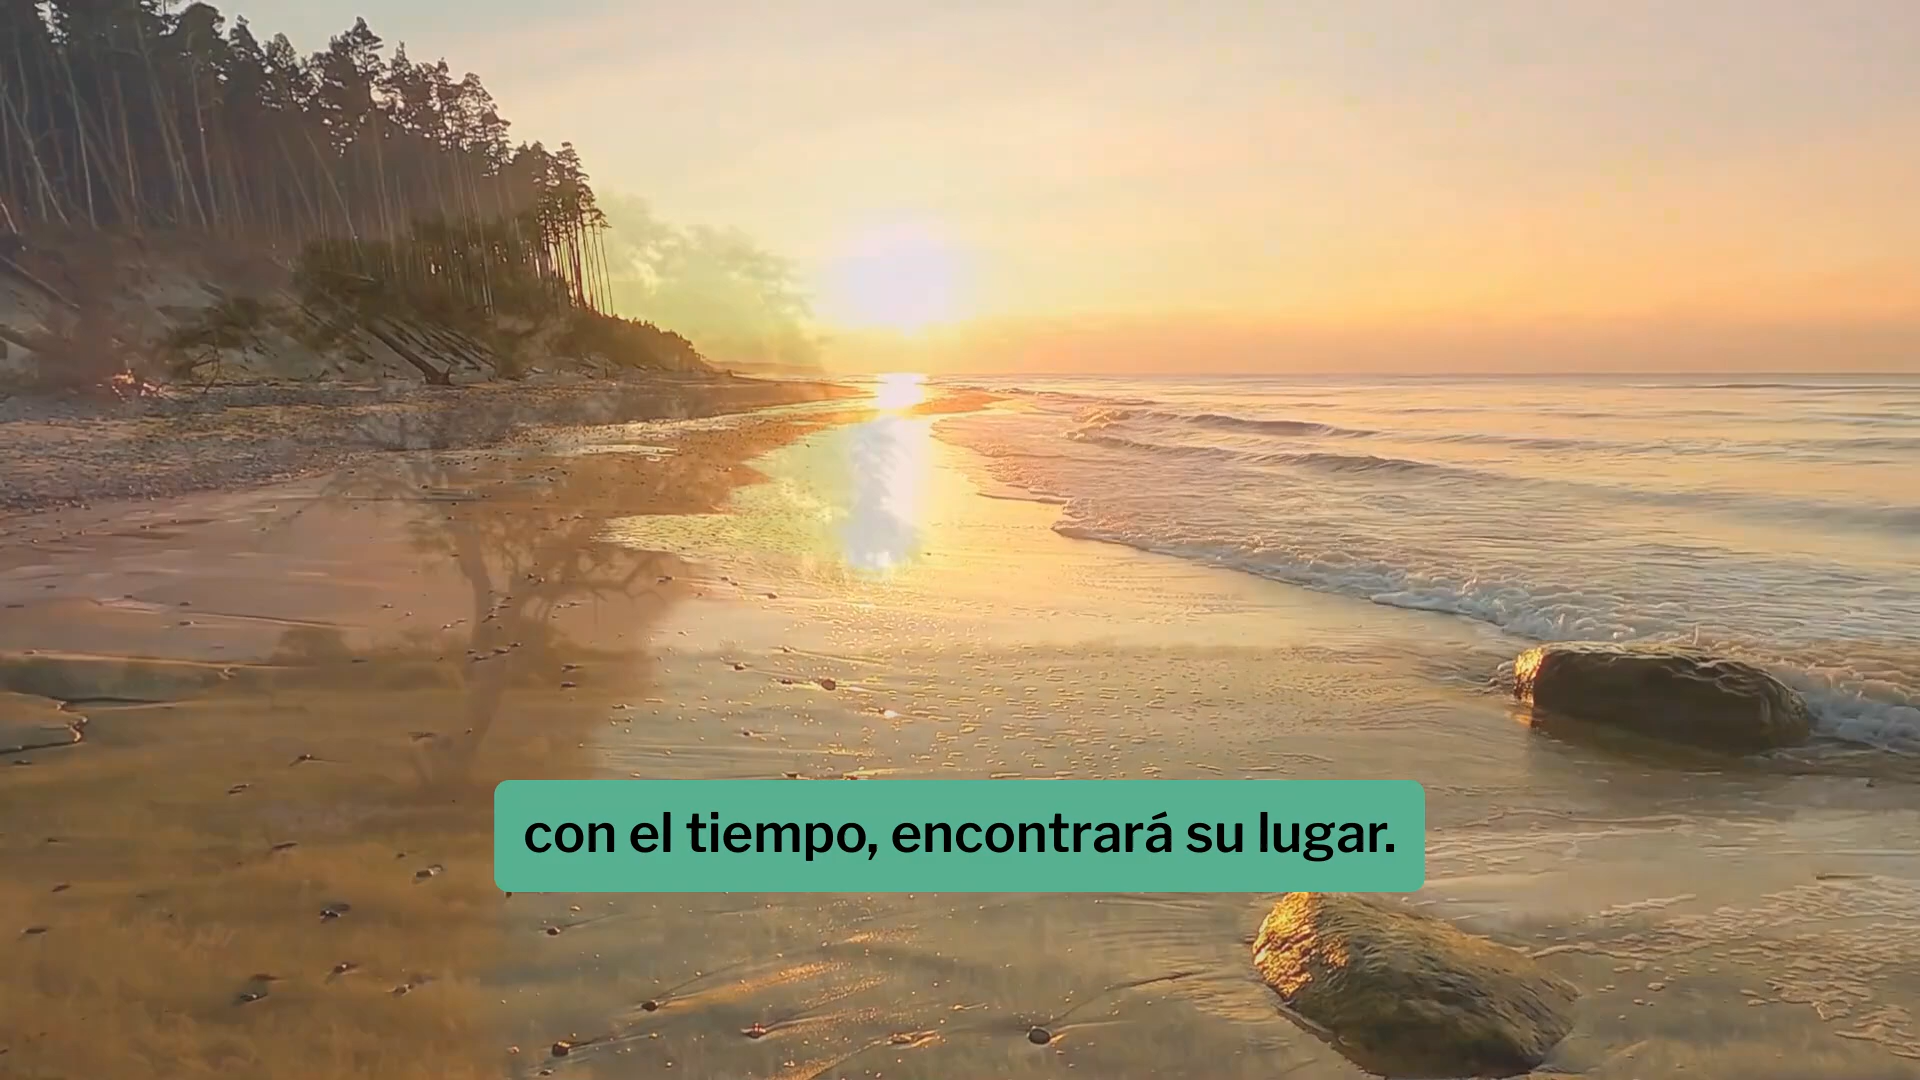 con el tiempo, encontrará su lugar.